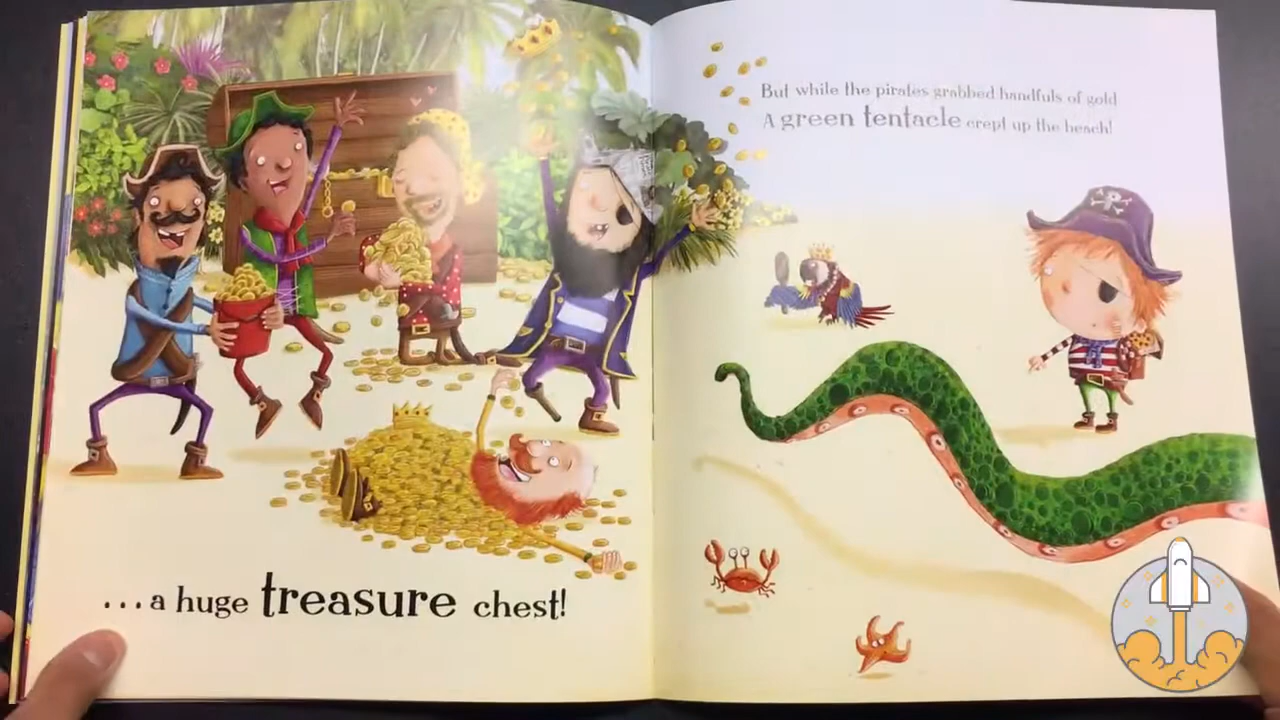 ...a huge treasure chest!
But while the pirates grabbed handfuls of gold
A green tentacle crept up the beach!